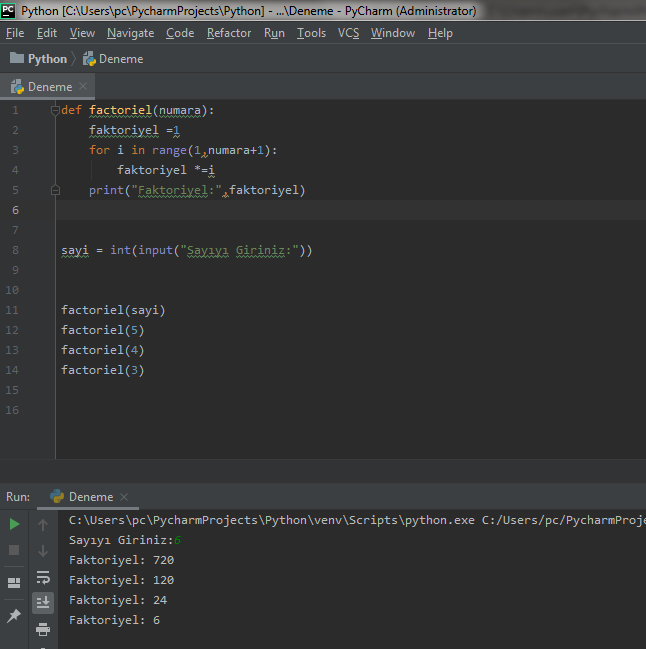 PC Python [C:\Users\pc\PycharmProjects\Python] - ...\Deneme - PyCharm (Administrator)
File Edit View Navigate Code Refactor Run Tools VCS Window Help
Python Deneme
Deneme
1 def factoriel(numara):
2 faktoriyel =1
3 for i in range(1,numara+1):
4 faktoriyel *=i
5 print("Faktoriyel:",faktoriyel)
6
7
8 sayi = int(input("Sayıyı Giriniz:"))
9
10
11 factoriel(sayi)
12 factoriel(5)
13 factoriel(4)
14 factoriel(3)
15
16
Run: Deneme
C:\Users\pc\PycharmProjects\Python\venv\Scripts\python.exe C:/Users/pc/PycharmProje
Sayıyı Giriniz:6
Faktoriyel: 720
Faktoriyel: 120
Faktoriyel: 24
Faktoriyel: 6